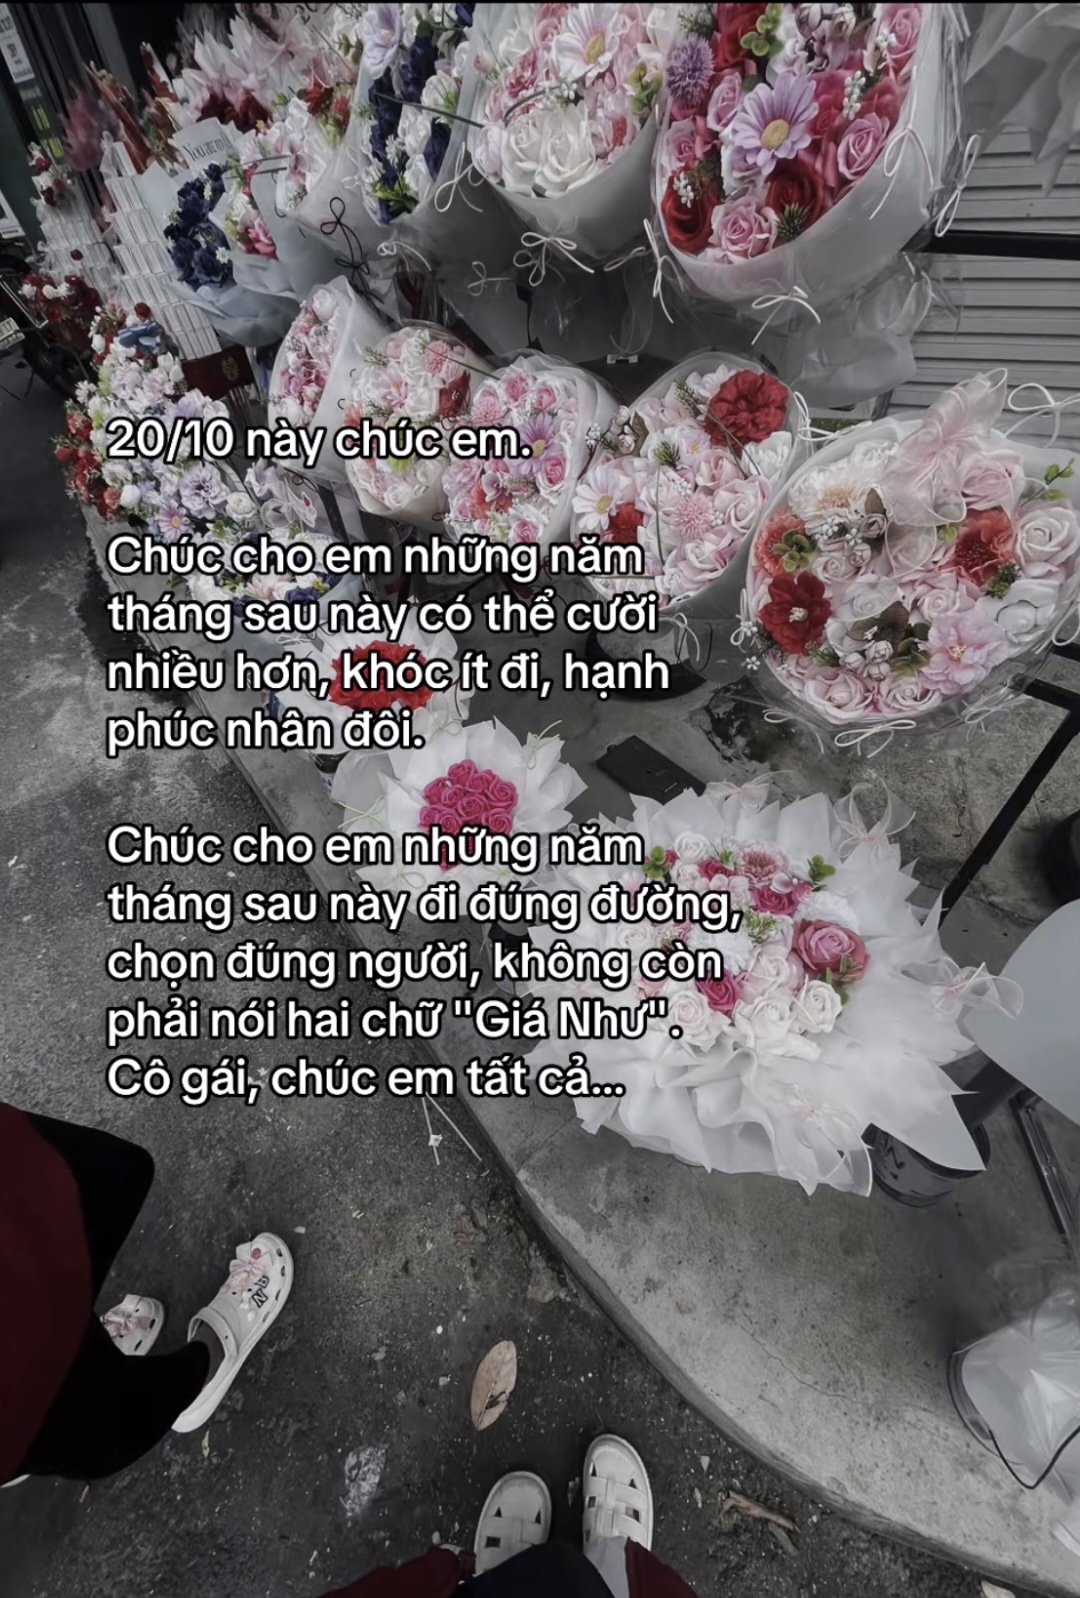 20/10 này chúc em.
Chúc cho em những năm
tháng sau này có thể cười
nhiều hơn, khóc ít đi, hạnh
phúc nhân đôi.
Chúc cho em những năm
tháng sau này đi đúng đường,
chọn đúng người, không còn
phải nói hai chữ "Giá Như".
Cô gái, chúc em tất cả...